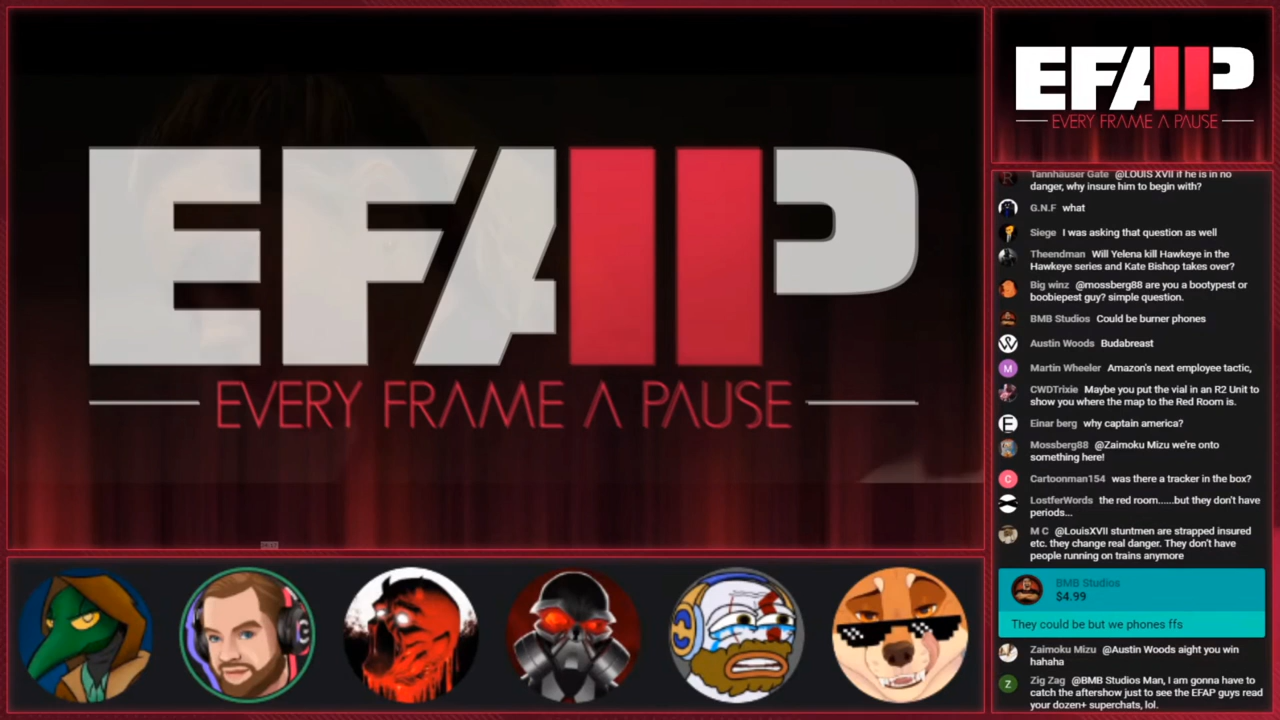 EFAP
EVERY FRAME A PAUSE
EFAP
EVERY FRAME A PAUSE
Tannhäuser Gate @LOUIS XVII if he is in no
danger, why insure him to begin with?
G.N.F what
Siege I was asking that question as well
Theendman Will Yelena kill Hawkeye in the
Hawkeye series and Kate Bishop takes over?
Big winz @mossberg88 are you a bootypest or
boobiepest guy? simple question.
BMB Studios Could be burner phones
Austin Woods Budabreast
M
Martin Wheeler Amazon's next employee tactic,
CWDTrixie Maybe you put the vial in an R2 Unit to
show you where the map to the Red Room is.
Einar berg why captain america?
Mossberg88 @Zaimoku Mizu we're onto
something here!
C
Cartoonman154 was there a tracker in the box?
LostferWords the red room......but they don't have
periods...
M C @LouisXVII stuntmen are strapped insured
etc. they change real danger. They don't have
people running on trains anymore
BMB Studios
$4.99
They could be but we phones ffs
Zaimoku Mizu @Austin Woods aight you win
hahaha
Z
Zig Zag @BMB Studios Man, I am gonna have to
catch the aftershow just to see the EFAP guys read
your dozen+ superchats, lol.